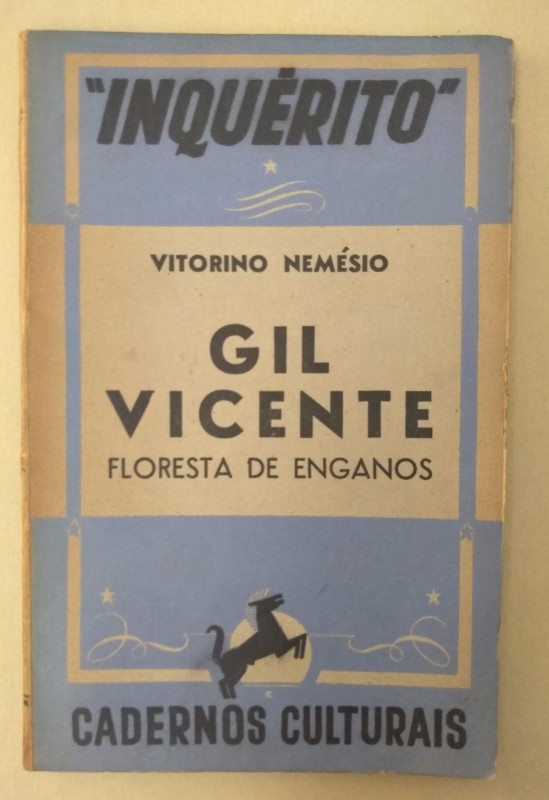 "INQUÉRITO"
VITORINO NEMÉSIO
GIL
VICENTE
FLORESTA DE ENGANOS
CADERNOS CULTURAIS